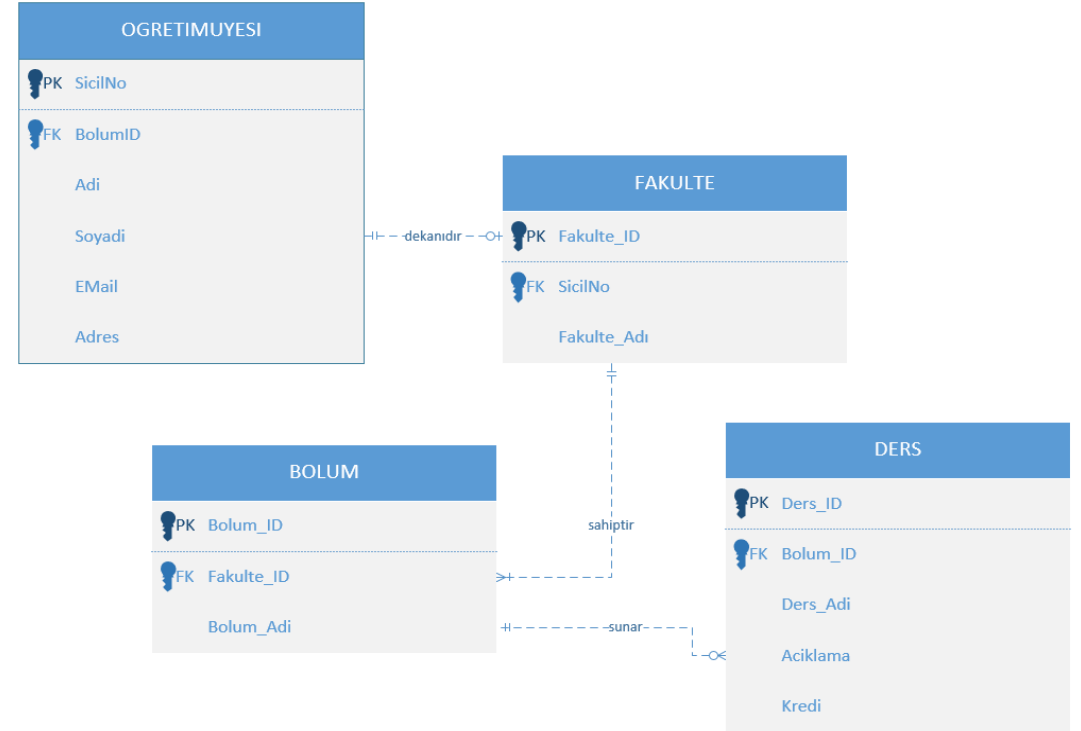 OGRETIMUYESI
PK SicilNo
FK BolumID
Adi
Soyadi
EMail
Adres
dekanıdır
FAKULTE
PK Fakulte_ID
FK SicilNo
Fakulte_Adı
sahiptir
BOLUM
PK Bolum_ID
FK Fakulte_ID
Bolum_Adi
sunar
DERS
PK Ders_ID
FK Bolum_ID
Ders_Adi
Aciklama
Kredi